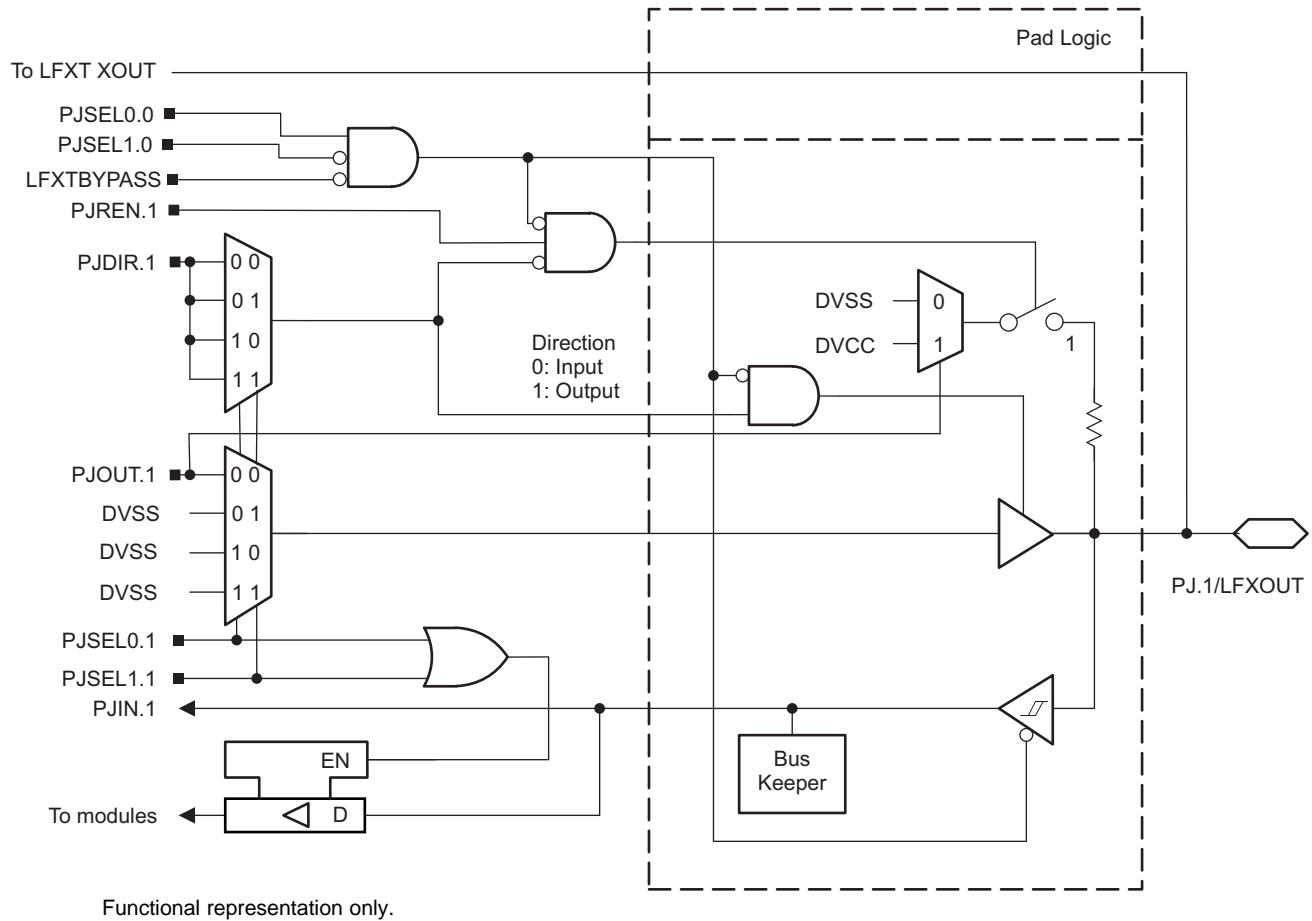 Pad Logic
To LFXT XOUT
PJSEL0.0
PJSEL1.0
LFXTBYPASS
PJREN.1
PJDIR.1
0 0
0 1
1 0
1 1
DVSS
0
DVCC
1
1
Direction
0: Input
1: Output
PJOUT.1
0 0
DVSS
0 1
DVSS
1 0
DVSS
1 1
PJ.1/LFXOUT
PJSEL0.1
PJSEL1.1
PJIN.1
Bus
Keeper
EN
To modules
D
Functional representation only.